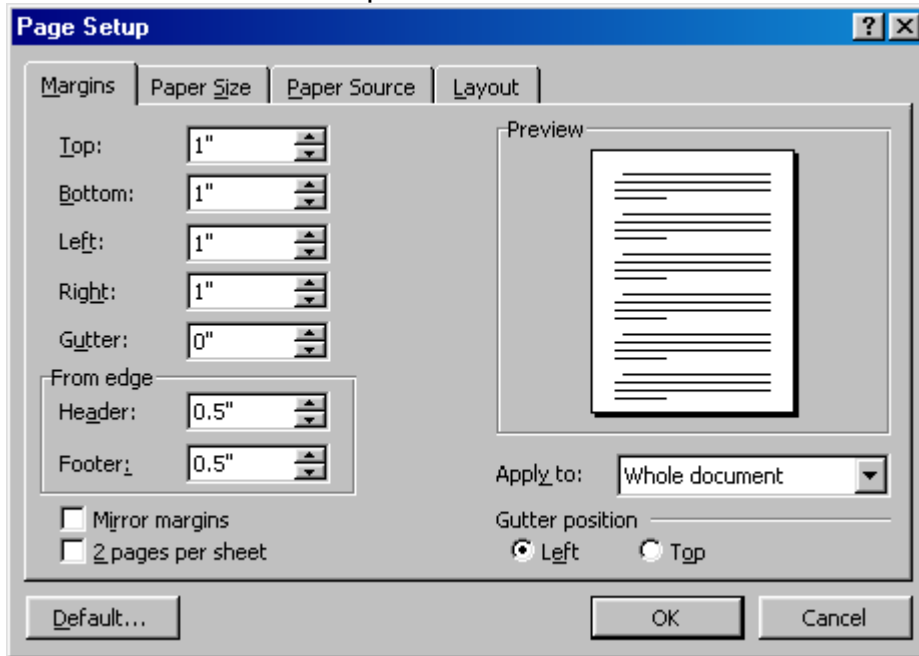 Page Setup
Margins Paper Size Paper Source Layout
Top: 1"
Bottom: 1"
Left: 1"
Right: 1"
Gutter: 0"
From edge
Header: 0.5"
Footer: 0.5"
Mirror margins
2 pages per sheet
Preview
Apply to: Whole document
Gutter position
Left Top
Default... OK Cancel